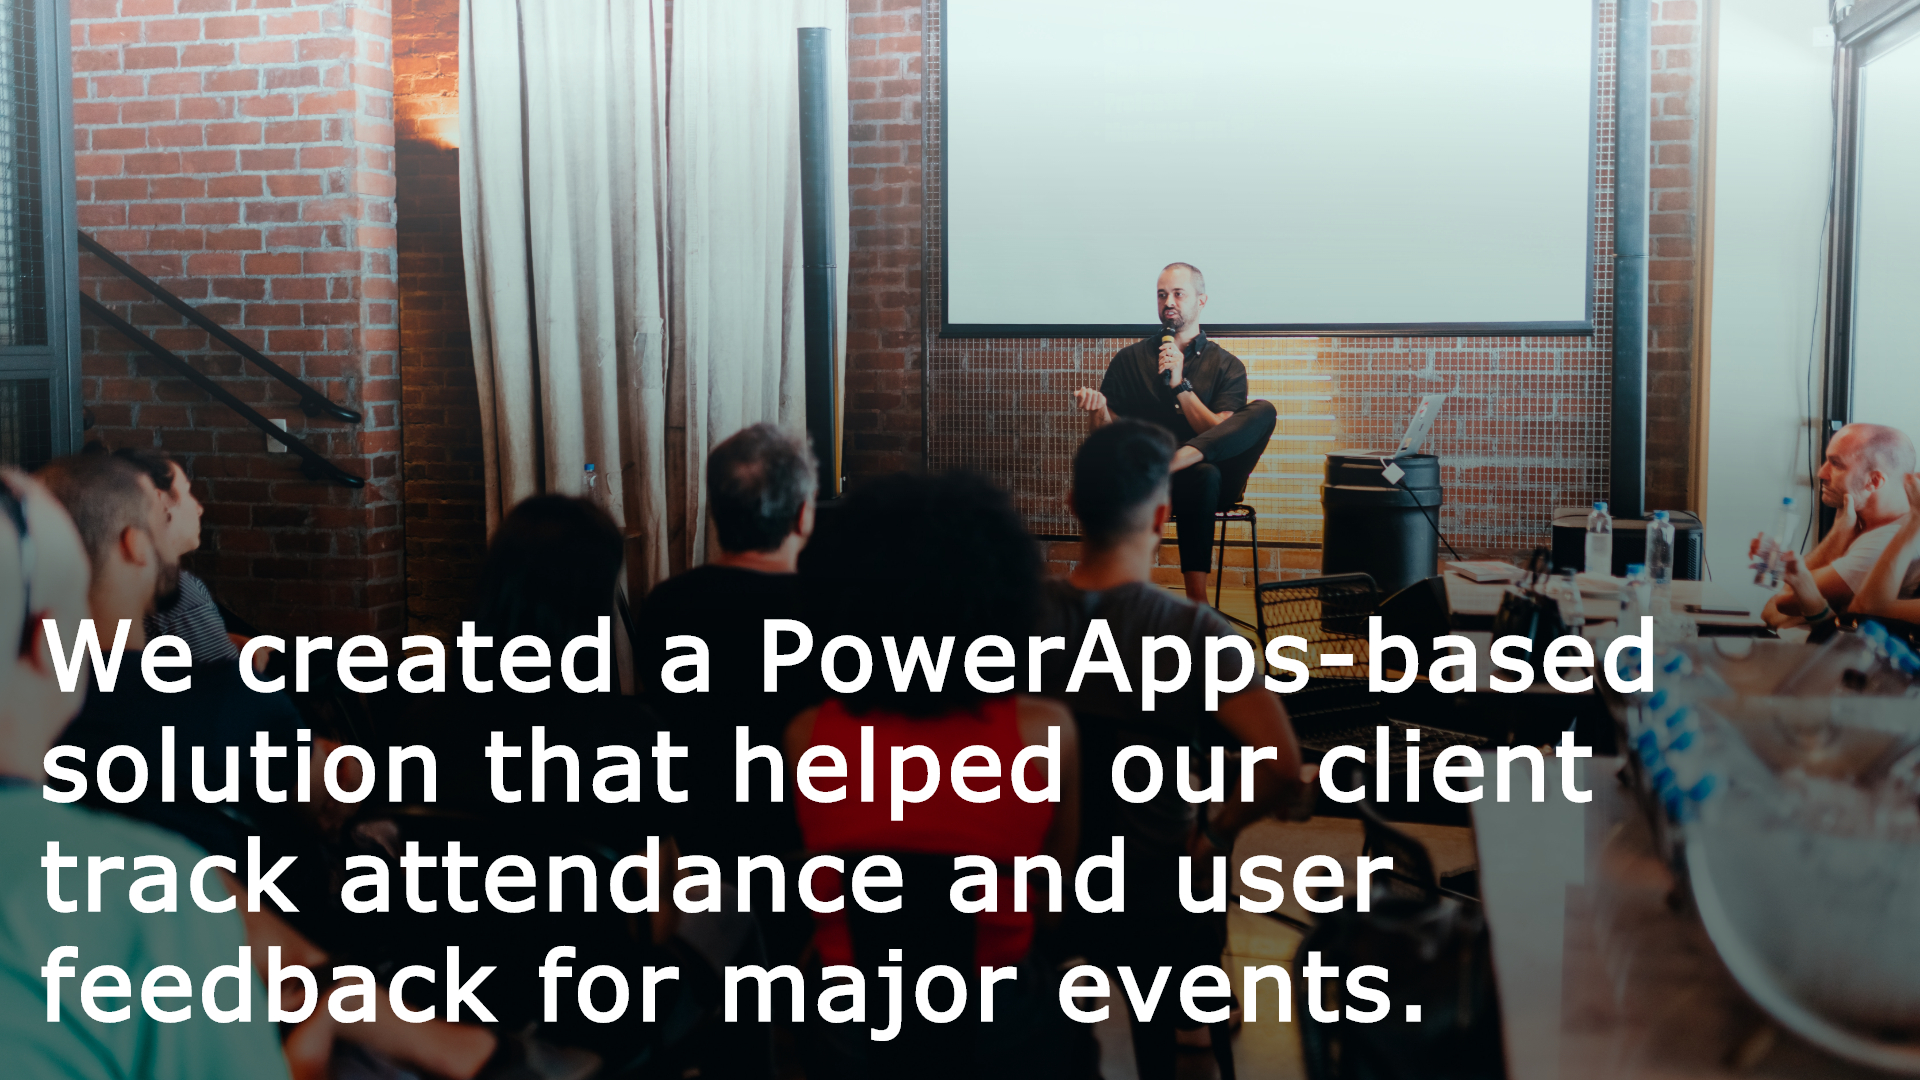 We created a PowerApps-based
solution that helped our client
track attendance and user
feedback for major events.